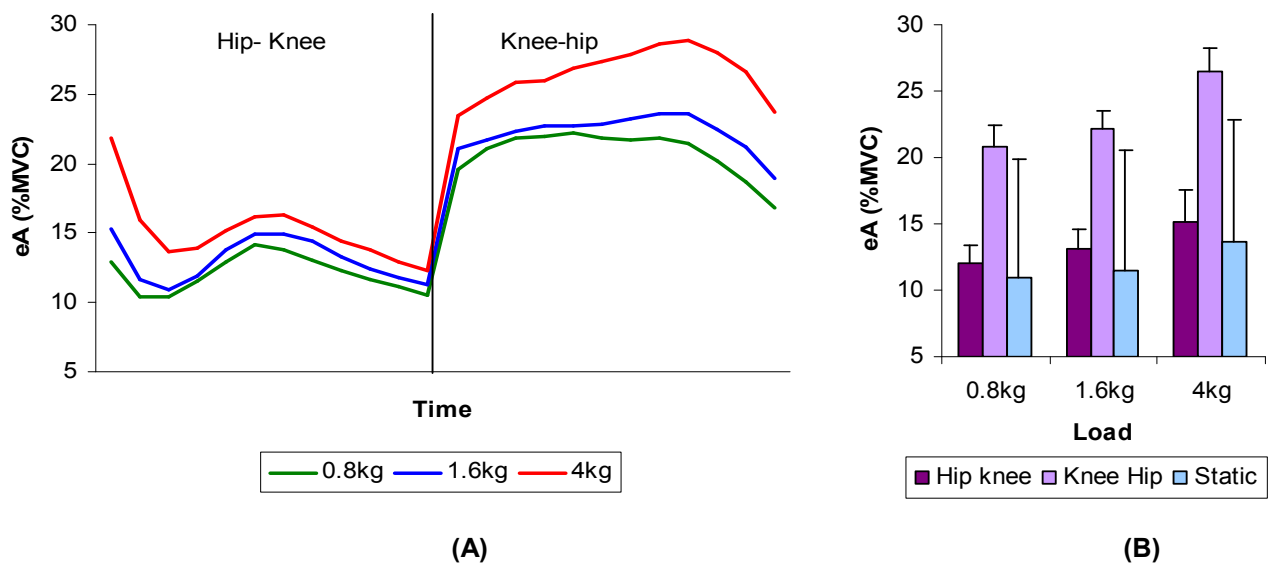 30
25
20
15
10
5
eA (%MVC)
Hip- Knee
Knee-hip
Time
0.8kg 1.6kg 4kg
(A)
30
25
20
15
10
5
eA (%MVC)
0.8kg 1.6kg 4kg
Load
Hip knee Knee Hip Static
(B)